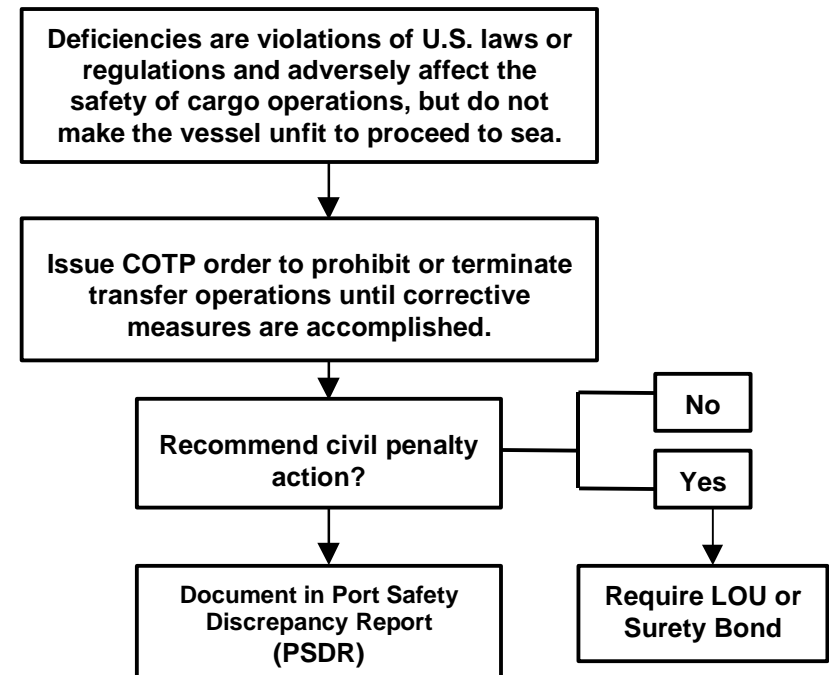 Deficiencies are violations of U.S. laws or
regulations and adversely affect the
safety of cargo operations, but do not
make the vessel unfit to proceed to sea.
Issue COTP order to prohibit or terminate
transfer operations until corrective
measures are accomplished.
Recommend civil penalty
action?
No
Yes
Document in Port Safety
Discrepancy Report
(PSDR)
Require LOU or
Surety Bond